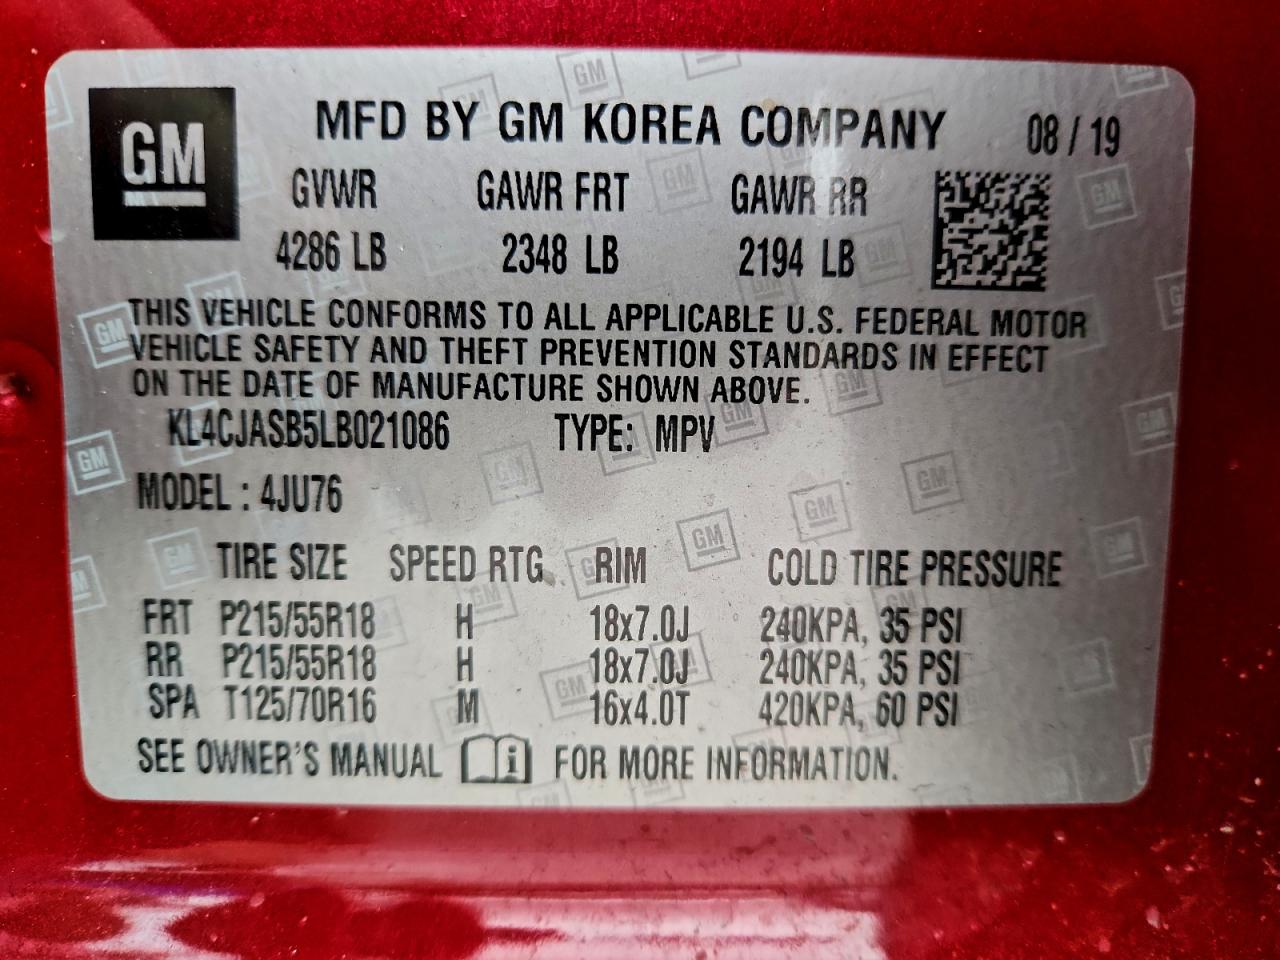 GM
MFD BY GM KOREA COMPANY 08 / 19
GVWR GAWR FRT GAWR RR
4286 LB 2348 LB 2194 LB
THIS VEHICLE CONFORMS TO ALL APPLICABLE U.S. FEDERAL MOTOR
VEHICLE SAFETY AND THEFT PREVENTION STANDARDS IN EFFECT
ON THE DATE OF MANUFACTURE SHOWN ABOVE.
KL4CJASB5LB021086 TYPE: MPV
MODEL : 4JU76
TIRE SIZE SPEED RTG RIM COLD TIRE PRESSURE
FRT P215/55R18 H 18x7.0J 240KPA, 35 PSI
RR P215/55R18 H 18x7.0J 240KPA, 35 PSI
SPA T125/70R16 M 16x4.0T 420KPA, 60 PSI
SEE OWNER'S MANUAL FOR MORE INFORMATION.